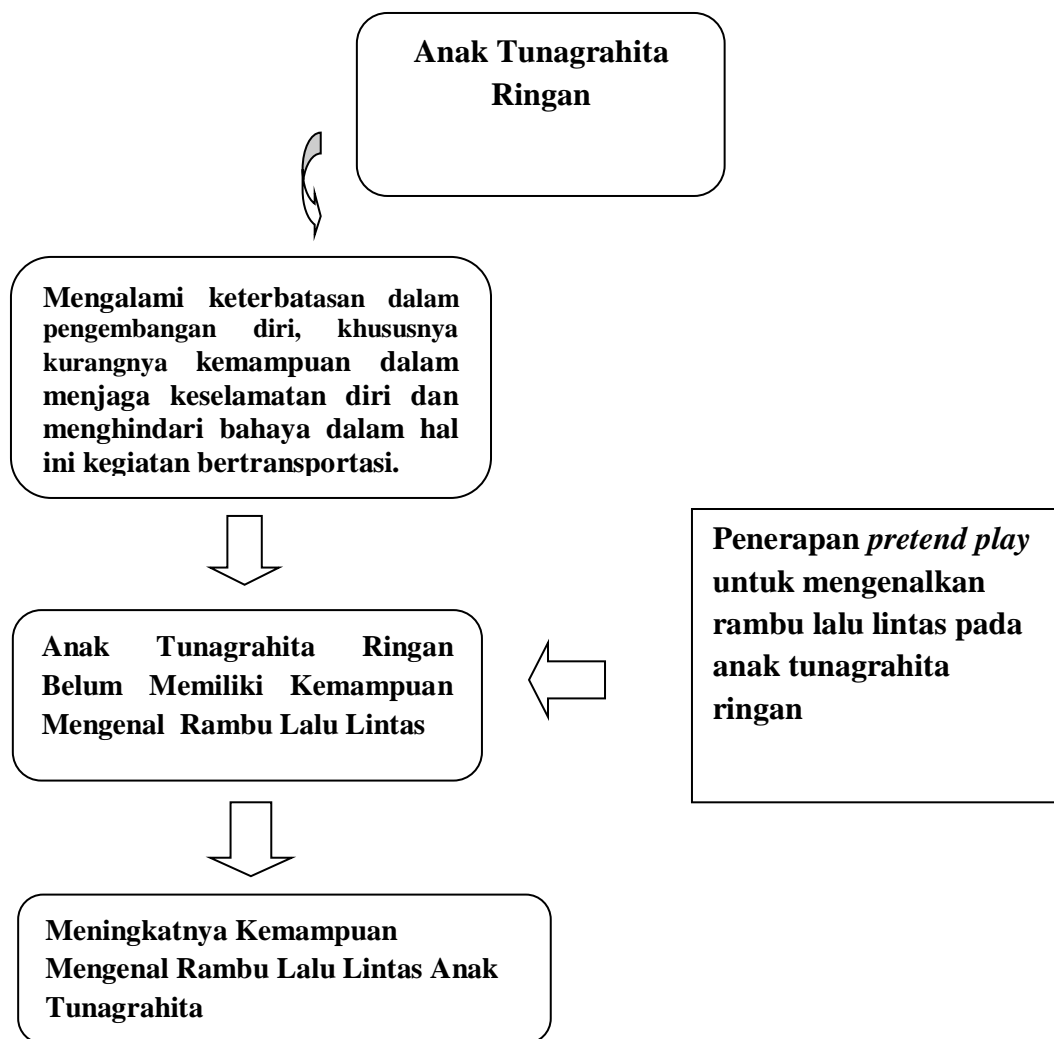 Anak Tunagrahita
Ringan
Mengalami keterbatasan dalam
pengembangan diri, khususnya
kurangnya kemampuan dalam
menjaga keselamatan diri dan
menghindari bahaya dalam hal
ini kegiatan bertransportasi.
Penerapan pretend play
untuk mengenalkan
rambu lalu lintas pada
anak tunagrahita
ringan
Anak Tunagrahita Ringan
Belum Memiliki Kemampuan
Mengenal Rambu Lalu Lintas
Meningkatnya Kemampuan
Mengenal Rambu Lalu Lintas Anak
Tunagrahita